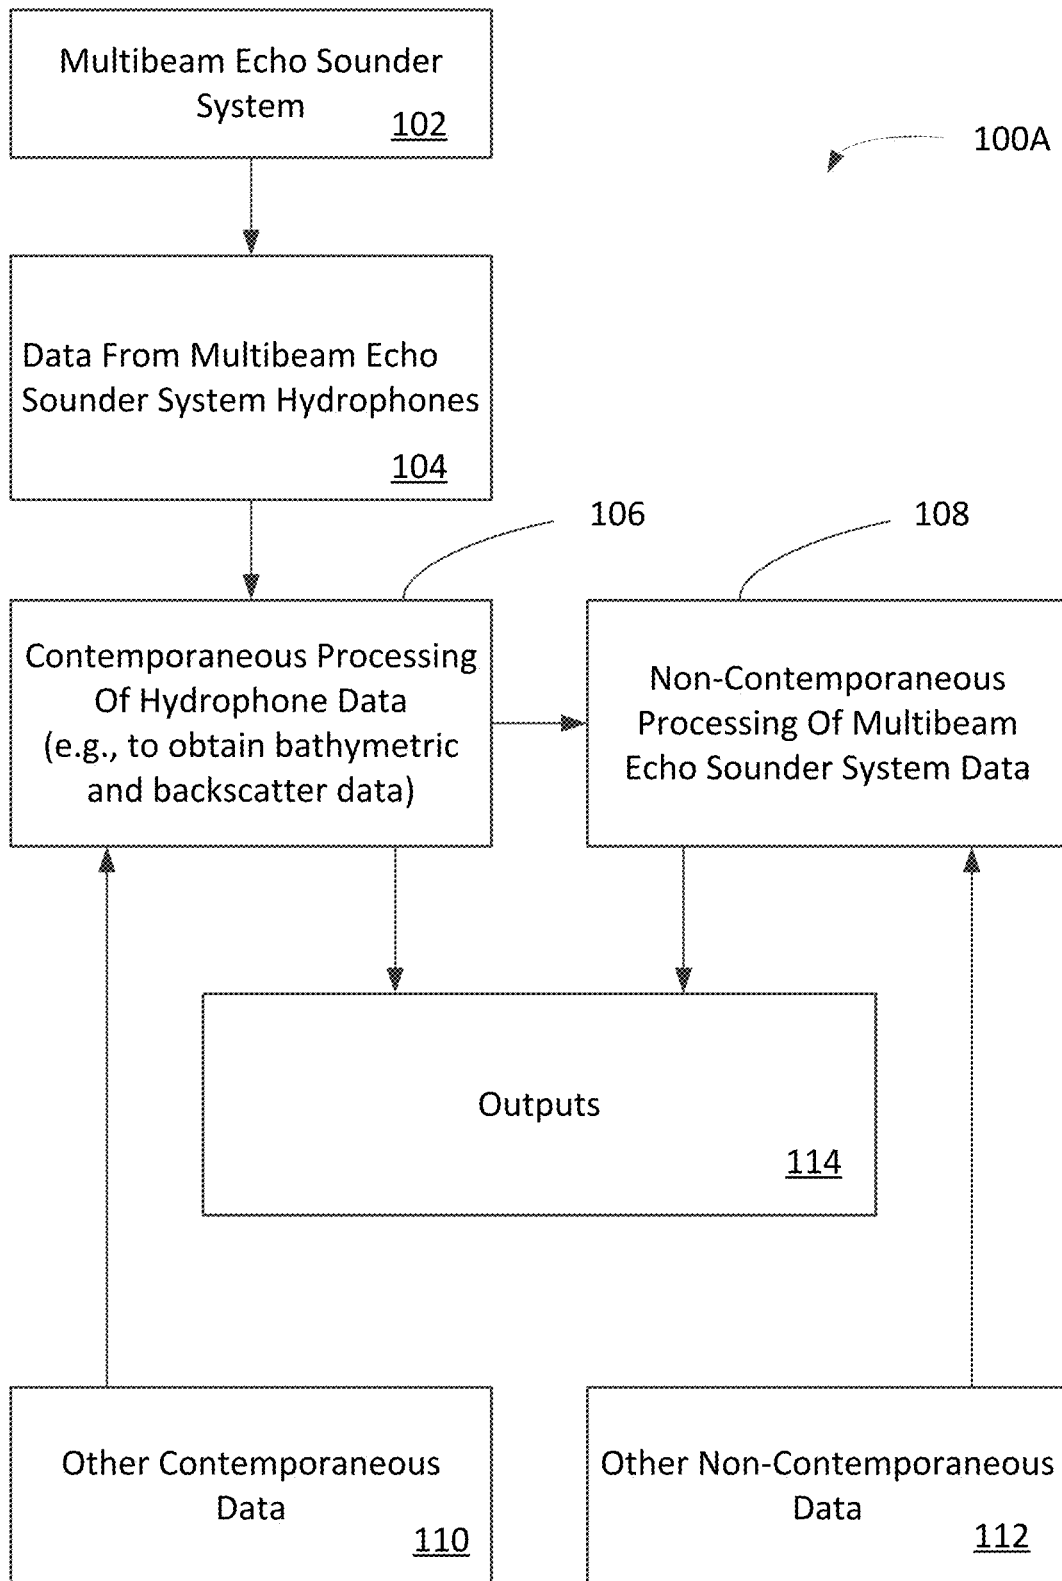 Multibeam Echo Sounder
System
102
100A
Data From Multibeam Echo
Sounder System Hydrophones
104
106
108
Contemporaneous Processing
Of Hydrophone Data
(e.g., to obtain bathymetric
and backscatter data)
Non-Contemporaneous
Processing Of Multibeam
Echo Sounder System Data
Outputs
114
Other Contemporaneous
Data
110
Other Non-Contemporaneous
Data
112